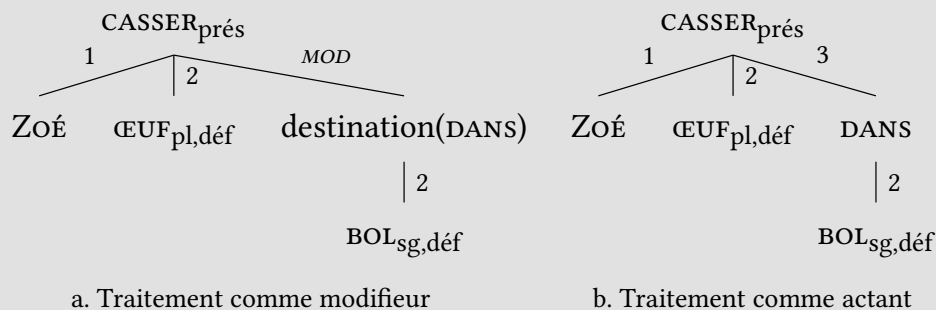 CASSERprés CASSERprés
1 2 MOD 1 2 3
ZOÉ ŒUFpl,déf destination(DANS) ZOÉ ŒUFpl,déf DANS
2 2
BOLsg,déf BOLsg,déf
a. Traitement comme modifieur b. Traitement comme actant